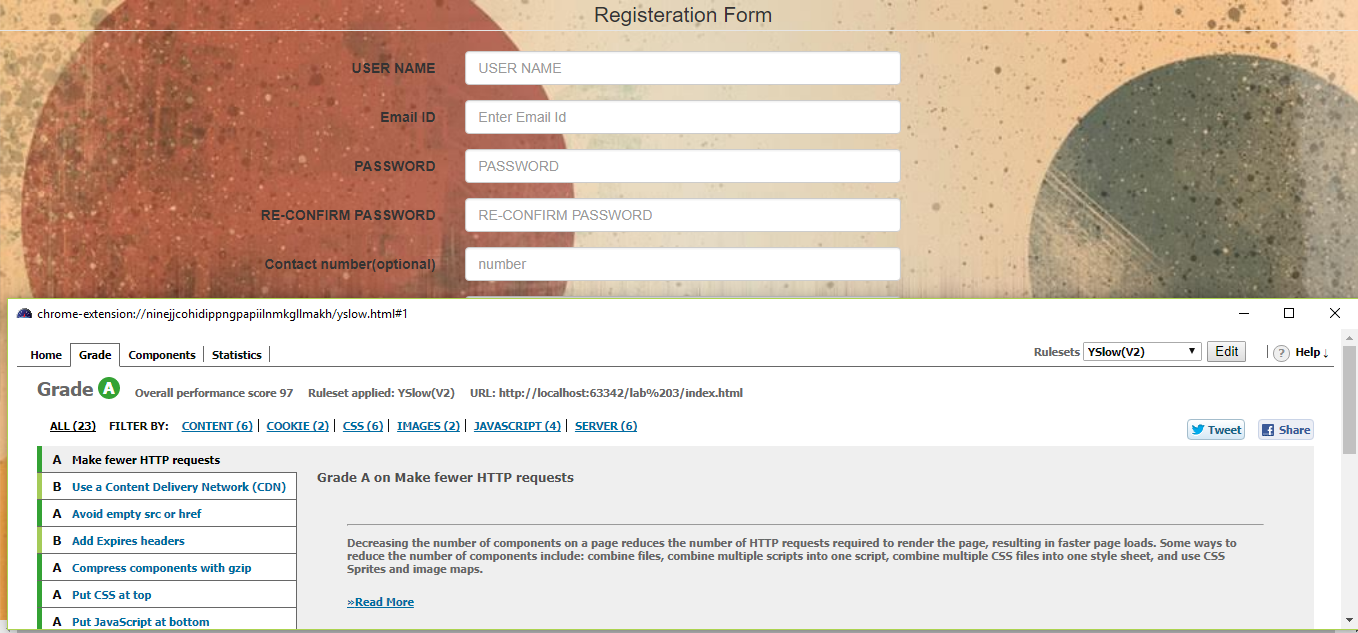 Registeration Form
USER NAME USER NAME
Email ID Enter Email Id
PASSWORD PASSWORD
RE-CONFIRM PASSWORD RE-CONFIRM PASSWORD
Contact number(optional) number
chrome-extension://ninejjcohidippngpapiilnmkgllmakh/yslow.html#1
Home Grade Components Statistics Rulesets YSlow(V2) Edit ? Help ↓
Grade A Overall performance score 97 Ruleset applied: YSlow(V2) URL: http://localhost:63342/lab%203/index.html
ALL (23) FILTER BY: CONTENT (6) | COOKIE (2) | CSS (6) | IMAGES (2) | JAVASCRIPT (4) | SERVER (6) Tweet Share
A Make fewer HTTP requests
B Use a Content Delivery Network (CDN)
A Avoid empty src or href
B Add Expires headers
A Compress components with gzip
A Put CSS at top
A Put JavaScript at bottom
Grade A on Make fewer HTTP requests
Decreasing the number of components on a page reduces the number of HTTP requests required to render the page, resulting in faster page loads. Some ways to
reduce the number of components include: combine files, combine multiple scripts into one script, combine multiple CSS files into one style sheet, and use CSS
Sprites and image maps.
»Read More